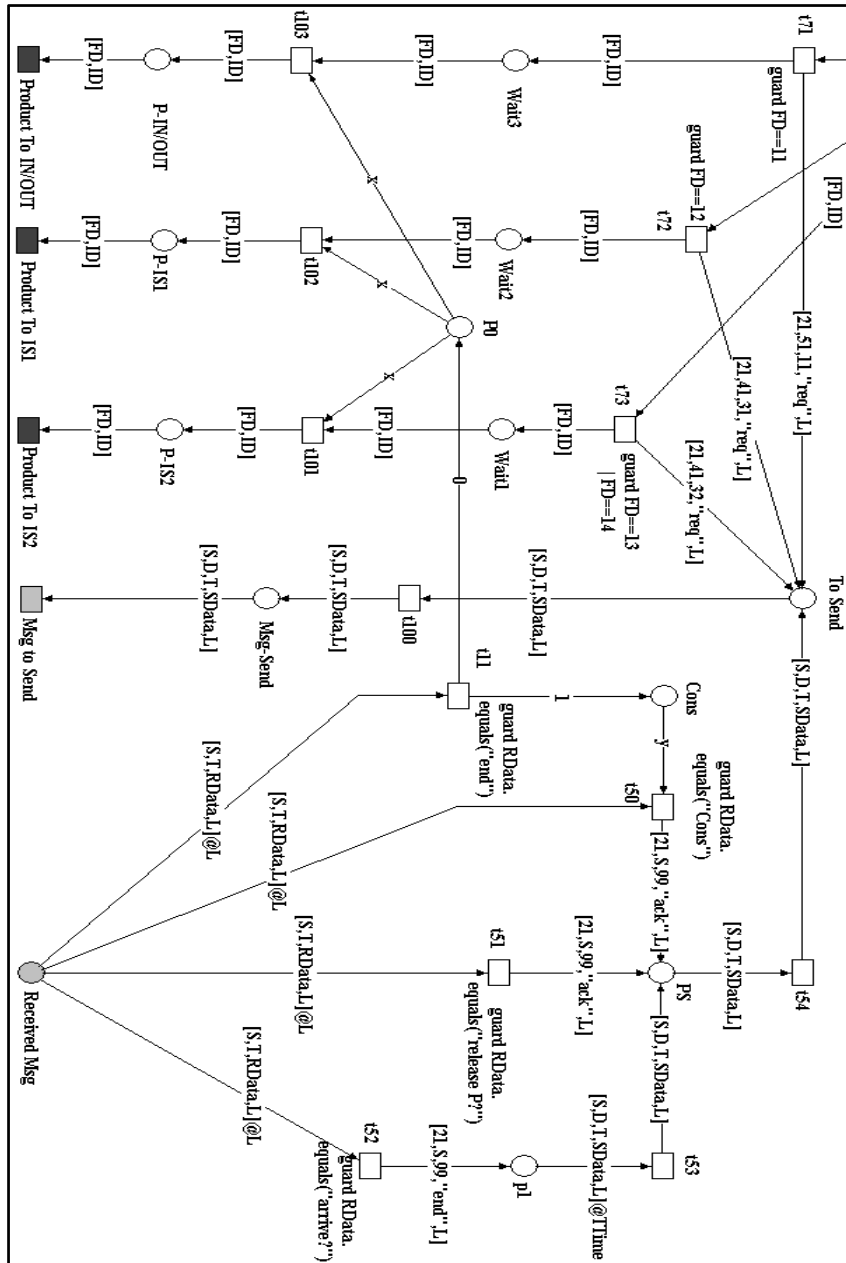 t71
guard FD==11
[FD,ID]
[21,51,11,"req",L]
To Send
[S,D,T,SData,L]
t54
guard FD==12
t72
[21,41,31,"req",L]
t73
guard FD==13
| FD==14
[21,41,32,"req",L]
Cons
y
guard RData.
equals("Cons")
t50
[21,S,99,"ack",L]
PS
[S,D,T,SData,L]
[S,D,T,SData,L]
t53
[FD,ID]
[FD,ID]
[FD,ID]
[S,D,T,SData,L]
1
[21,S,99,"ack",L]
[S,D,T,SData,L]@TTime
Wait3
Wait2
Wait1
P0
0
t11
guard RData.
equals("end")
t51
guard RData.
equals("release P?")
p1
[FD,ID]
[FD,ID]
[FD,ID]
x
x
x
t100
[21,S,99,"end",L]
t52
guard RData.
equals("arrive?")
t103
t102
t101
[S,D,T,SData,L]
[S,T,RData,L]@L
[S,T,RData,L]@L
[S,T,RData,L]@L
[S,T,RData,L]@L
[FD,ID]
[FD,ID]
[FD,ID]
Msg-Send
P-IN/OUT
P-IS1
P-IS2
[FD,ID]
[FD,ID]
[FD,ID]
[S,D,T,SData,L]
Product To IN/OUT
Product To IS1
Product To IS2
Msg to Send
Received Msg